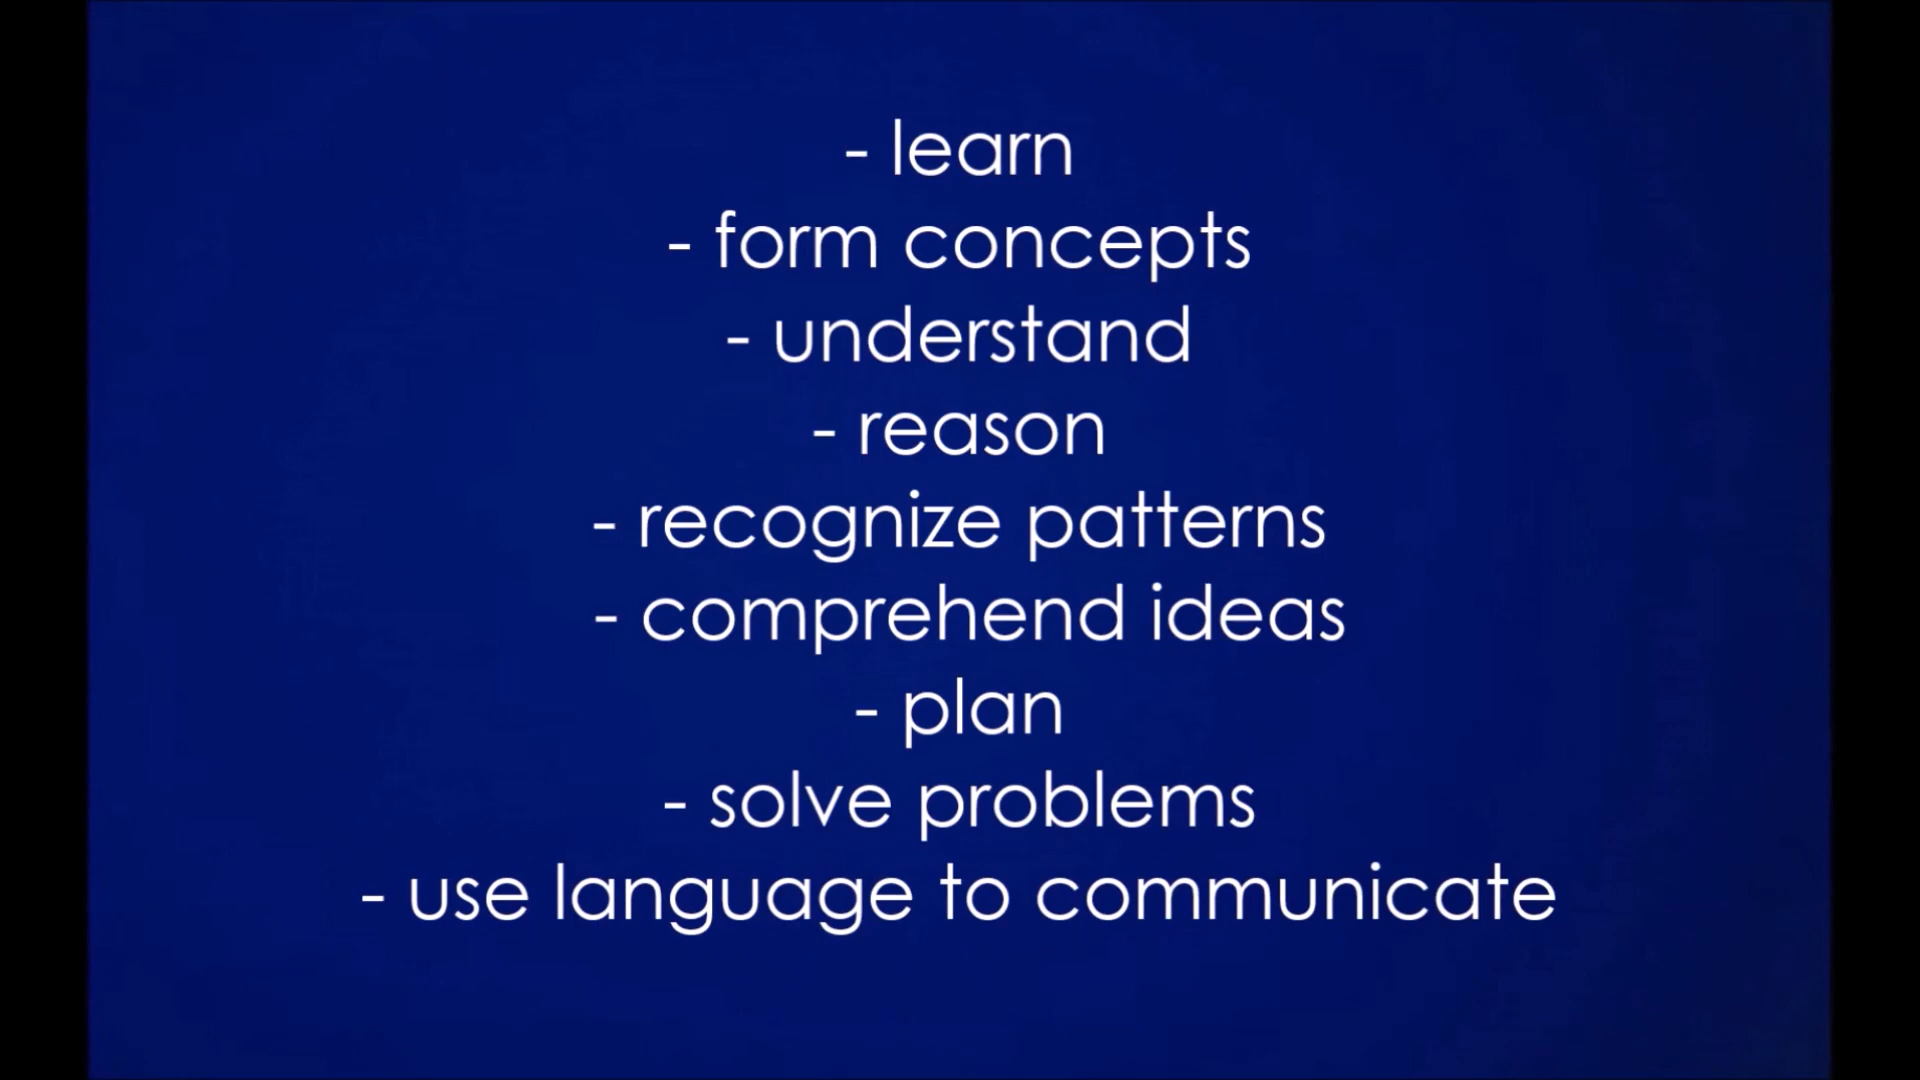 - learn
- form concepts
- understand
- reason
- recognize patterns
- comprehend ideas
- plan
- solve problems
- use language to communicate